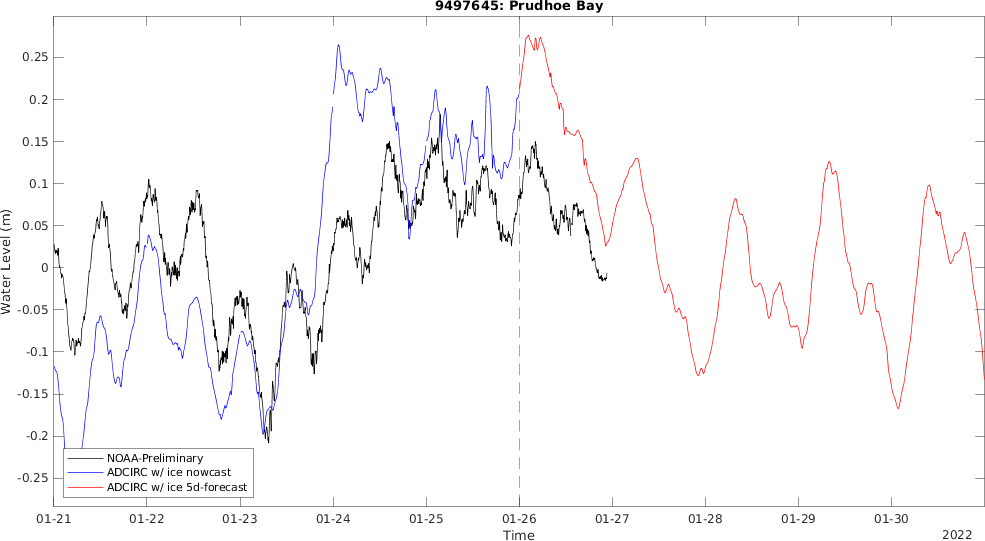 9497645: Prudhoe Bay
0.25
0.2
0.15
0.1
0.05
0
-0.05
-0.1
-0.15
-0.2
-0.25
Water Level (m)
NOAA-Preliminary
ADCIRC w/ ice nowcast
ADCIRC w/ ice 5d-forecast
01-21 01-22 01-23 01-24 01-25 01-26 01-27 01-28 01-29 01-30
Time
2022